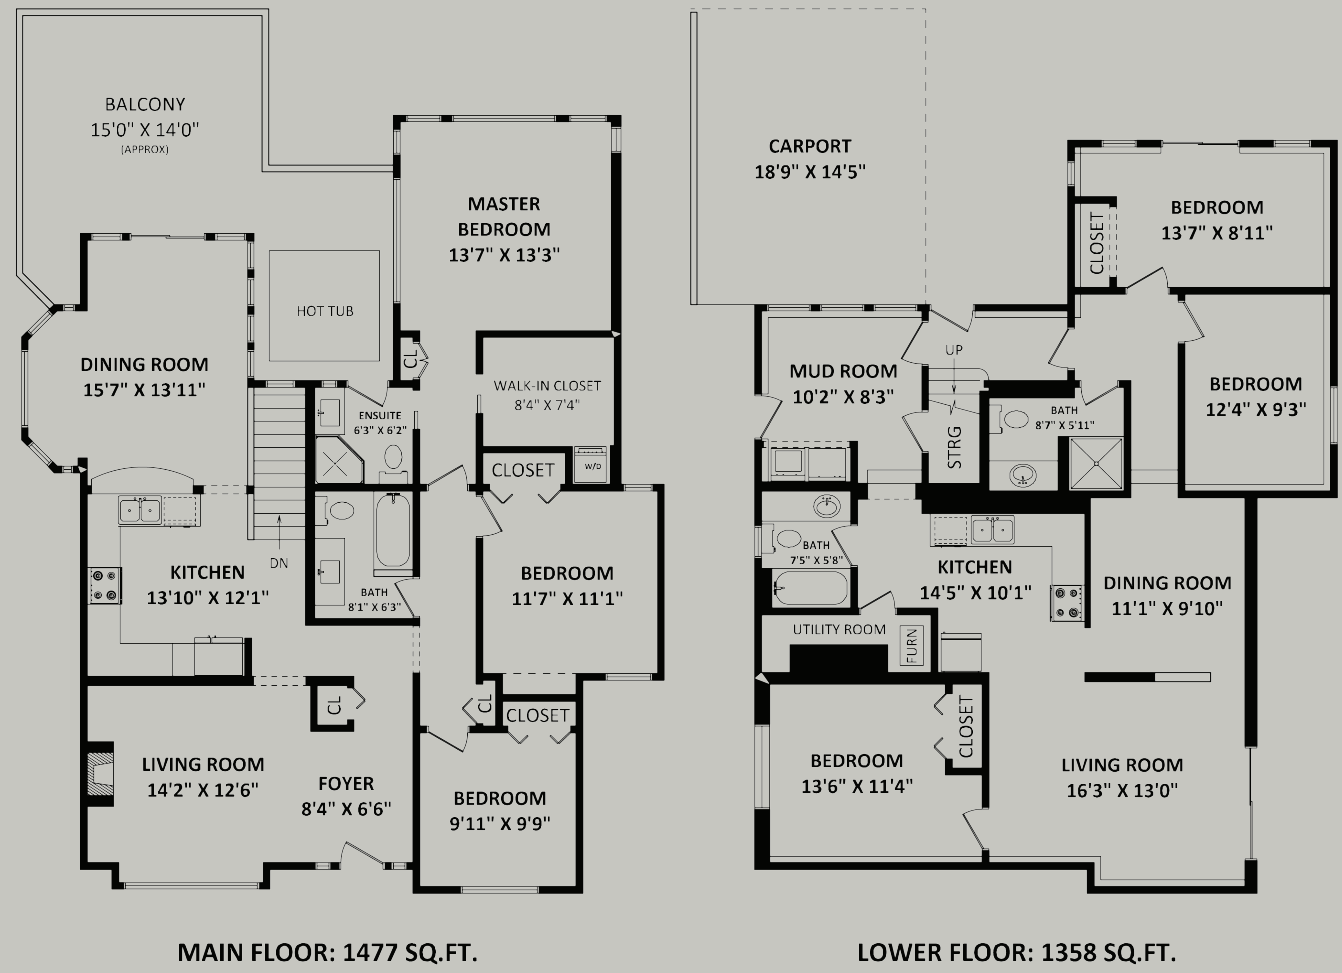 BALCONY
15'0" X 14'0"
(APPROX)
MASTER
BEDROOM
13'7" X 13'3"
HOT TUB
DINING ROOM
15'7" X 13'11"
CL
WALK-IN CLOSET
8'4" X 7'4"
ENSUITE
6'3" X 6'2"
W/D
CLOSET
DN
KITCHEN
13'10" X 12'1"
BATH
8'1" X 6'3"
BEDROOM
11'7" X 11'1"
CL
CL
CLOSET
LIVING ROOM
14'2" X 12'6"
FOYER
8'4" X 6'6"
BEDROOM
9'11" X 9'9"
MAIN FLOOR: 1477 SQ.FT.
CARPORT
18'9" X 14'5"
CLOSET
BEDROOM
13'7" X 8'11"
UP
MUD ROOM
10'2" X 8'3"
STRG
BATH
8'7" X 5'11"
BEDROOM
12'4" X 9'3"
BATH
7'5" X 5'8"
KITCHEN
14'5" X 10'1"
DINING ROOM
11'1" X 9'10"
UTILITY ROOM
FURN
BEDROOM
13'6" X 11'4"
CLOSET
LIVING ROOM
16'3" X 13'0"
LOWER FLOOR: 1358 SQ.FT.